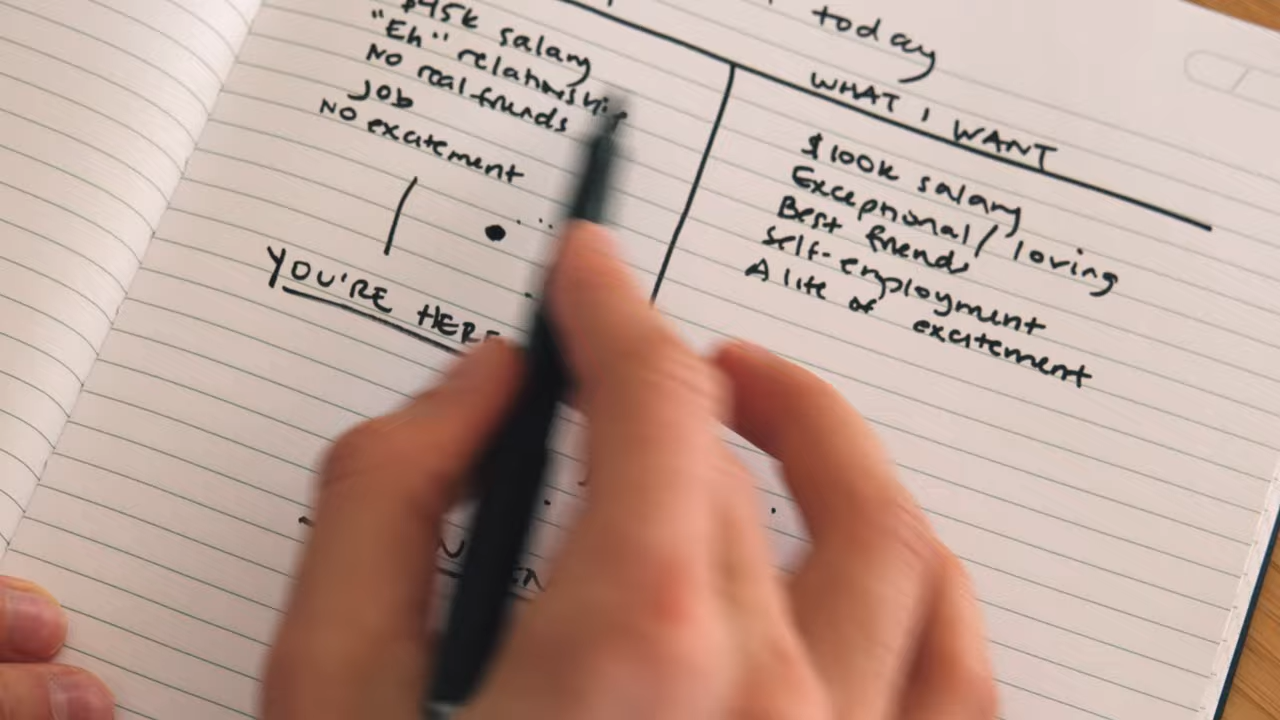 today
$45k salary
"Eh" relationship
No real friends
Job
No excitement
YOU'RE HERE
WHAT I WANT
$100k salary
Exceptional/loving
Best friends
Self-employment
A life of excitement